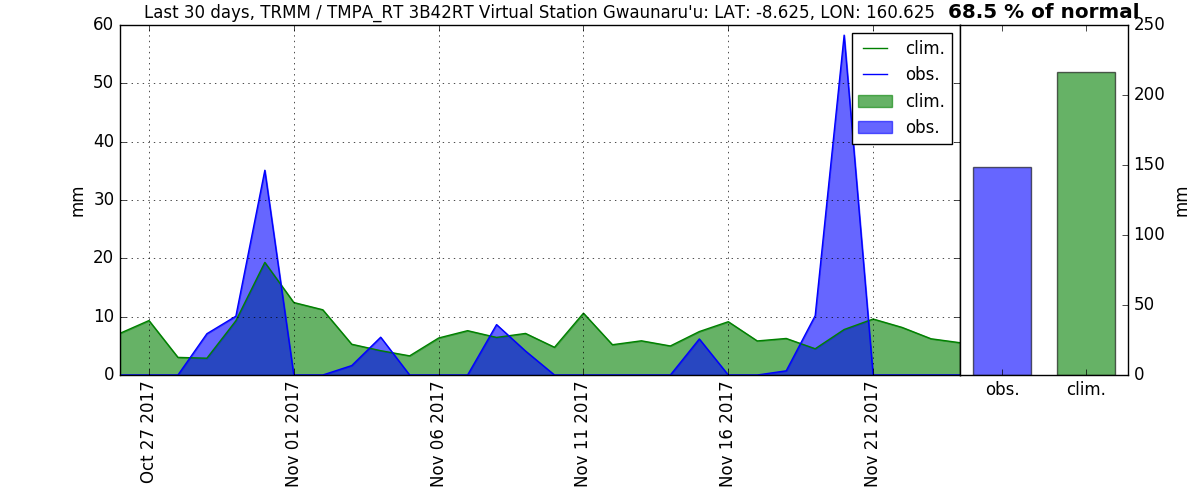 Last 30 days, TRMM / TMPA_RT 3B42RT Virtual Station Gwaunaru'u: LAT: -8.625, LON: 160.625
68.5 % of normal
60
50
40
30
20
10
0
mm
clim.
obs.
clim.
obs.
Oct 27 2017
Nov 01 2017
Nov 06 2017
Nov 11 2017
Nov 16 2017
Nov 21 2017
250
200
150
100
50
0
mm
obs.
clim.